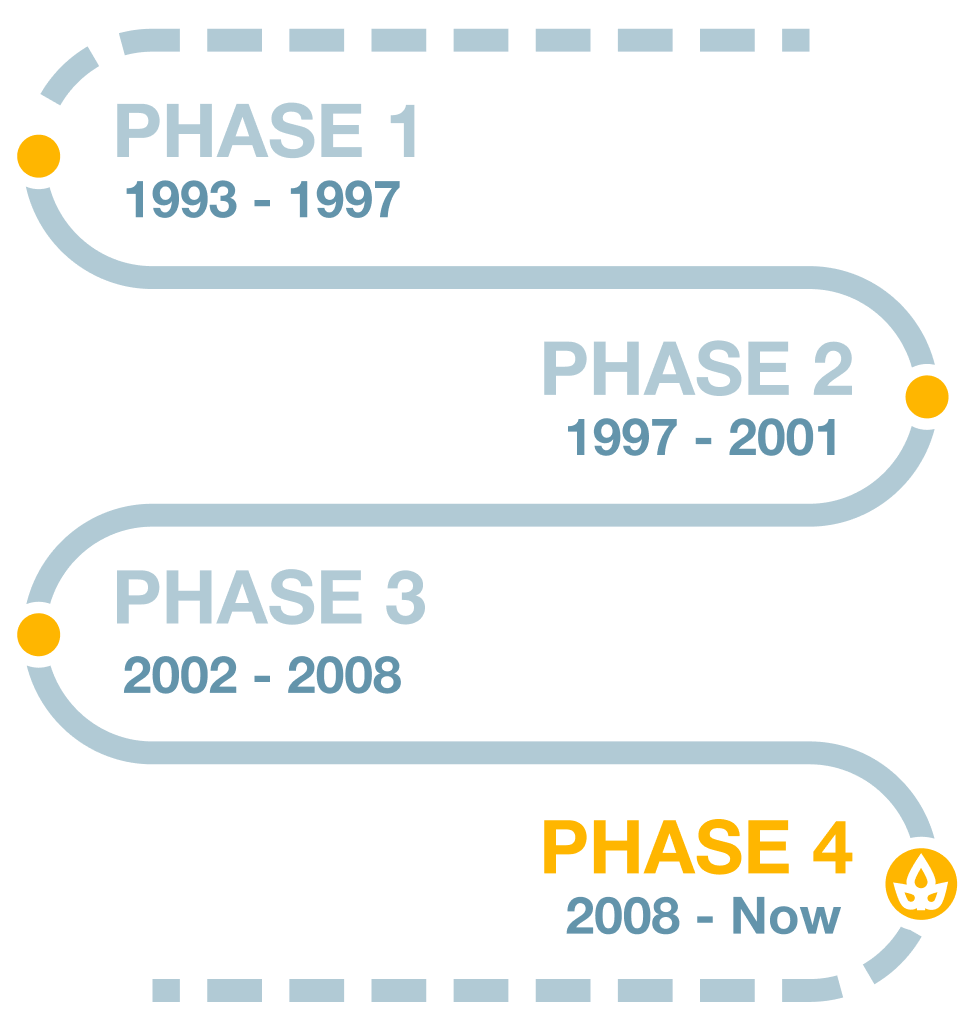 PHASE 1
1993 - 1997
PHASE 2
1997 - 2001
PHASE 3
2002 - 2008
PHASE 4
2008 - Now